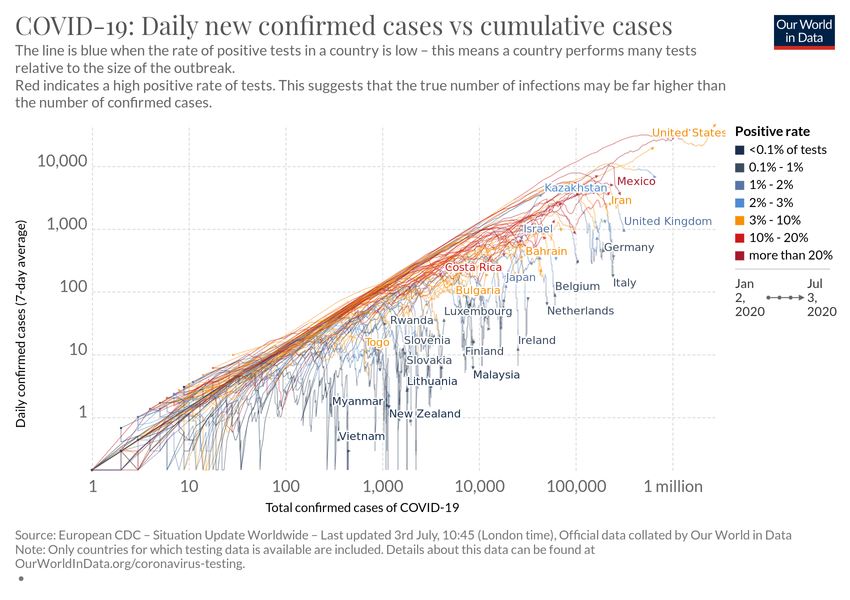 COVID-19: Daily new confirmed cases vs cumulative cases
Our World
in Data
The line is blue when the rate of positive tests in a country is low – this means a country performs many tests
relative to the size of the outbreak.
Red indicates a high positive rate of tests. This suggests that the true number of infections may be far higher than
the number of confirmed cases.
Daily confirmed cases (7-day average)
10,000
1,000
100
10
1
United States
Mexico
Kazakhstan
Iran
United Kingdom
Israel
Germany
Bahrain
Costa Rica
Japan
Italy
Bulgaria
Belgium
Luxembourg
Netherlands
Rwanda
Togo
Slovenia
Ireland
Finland
Slovakia
Malaysia
Lithuania
Myanmar
New Zealand
Vietnam
1
10
100
1,000
10,000
100,000
1 million
Total confirmed cases of COVID-19
Positive rate
<0.1% of tests
0.1% - 1%
1% - 2%
2% - 3%
3% - 10%
10% - 20%
more than 20%
Jan
2,
2020
Jul
3,
2020
Source: European CDC – Situation Update Worldwide – Last updated 3rd July, 10:45 (London time), Official data collated by Our World in Data
Note: Only countries for which testing data is available are included. Details about this data can be found at
OurWorldInData.org/coronavirus-testing.